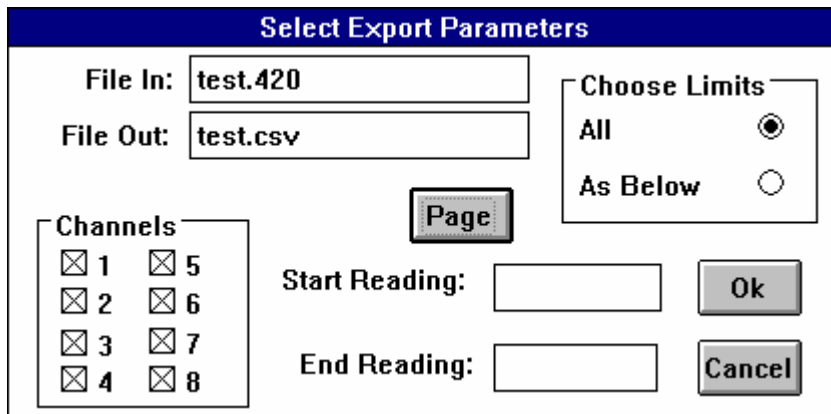 Select Export Parameters
File In: test.420
File Out: test.csv
Choose Limits
All
As Below
Page
Channels
1 5
2 6
3 7
4 8
Start Reading:
End Reading:
Ok
Cancel